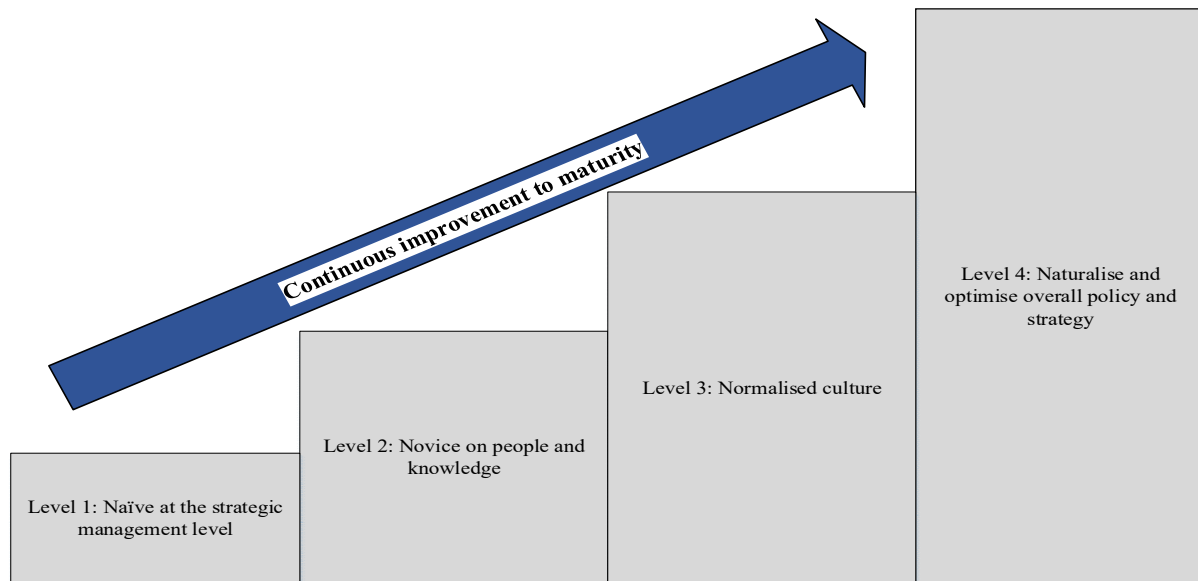 Continuous improvement to maturity
Level 4: Naturalise and
optimise overall policy and
strategy
Level 3: Normalised culture
Level 2: Novice on people and
knowledge
Level 1: Naïve at the strategic
management level